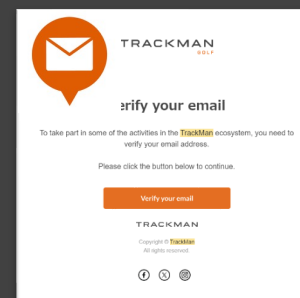 TRACKMAN
GOLF
erify your email
To take part in some of the activities in the TrackMan ecosystem, you need to
verify your email address.
Please click the button below to continue.
Verify your email
TRACKMAN
Copyright © TrackMan
All rights reserved.